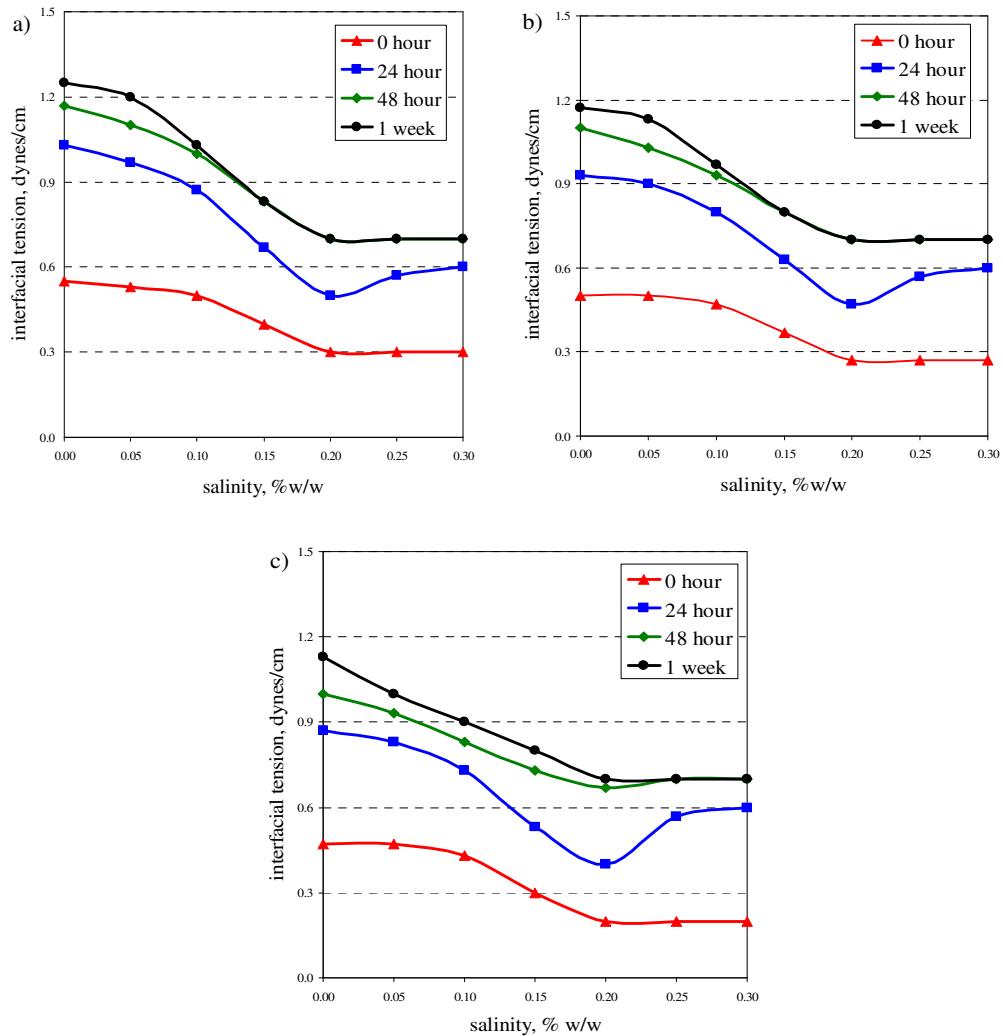 a)
1.5
1.2
0.9
0.6
0.3
0.0
interfacial tension, dynes/cm
0 hour
24 hour
48 hour
1 week
0.00 0.05 0.10 0.15 0.20 0.25 0.30
salinity, %w/w
b)
1.5
1.2
0.9
0.6
0.3
0.0
interfacial tension, dynes/cm
0 hour
24 hour
48 hour
1 week
0.00 0.05 0.10 0.15 0.20 0.25 0.30
salinity, %w/w
c)
1.5
1.2
0.9
0.6
0.3
0.0
interfacial tension, dynes/cm
0 hour
24 hour
48 hour
1 week
0.00 0.05 0.10 0.15 0.20 0.25 0.30
salinity, % w/w